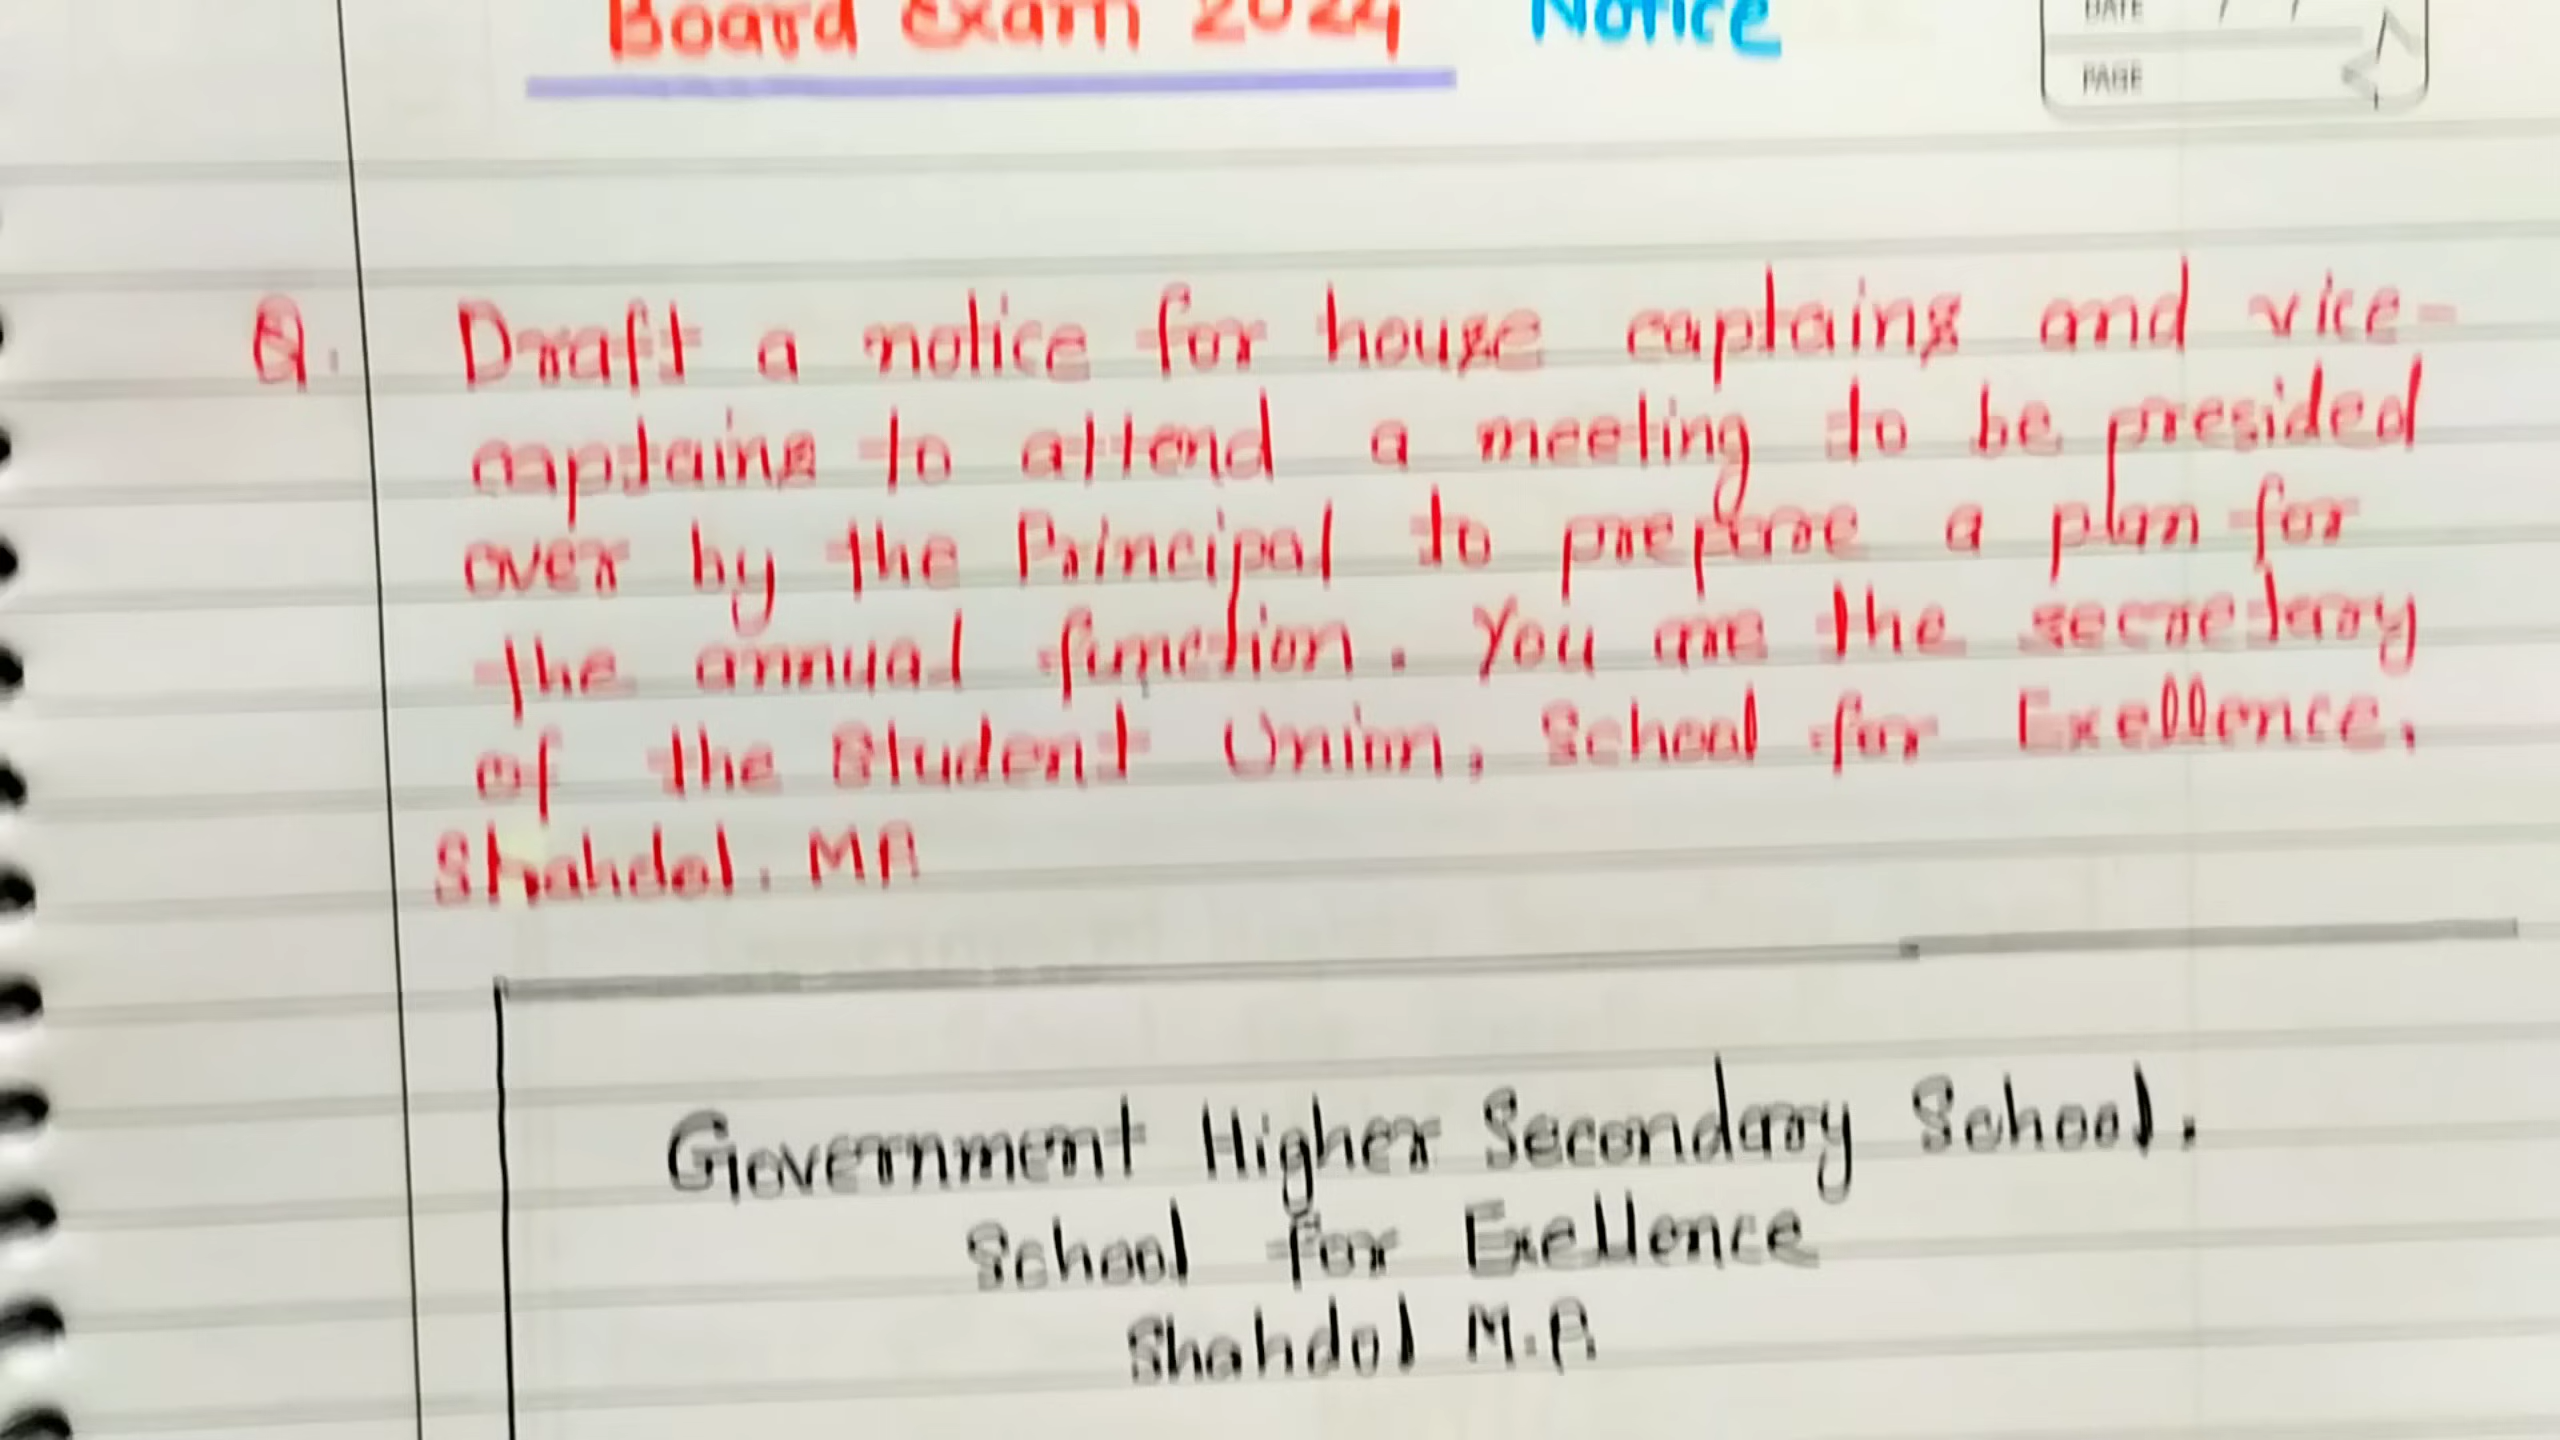 Board Exam 2024 Notice
DATE
PAGE
Q. Draft a notice for house captains and vice-
captains to attend a meeting to be presided
over by the Principal to prepare a plan for
the annual function. You are the secretary
of the Student Union, School for Exellence,
Shahdol, MA
Government Higher Secondary School,
School for Exellence
Shahdol M.A